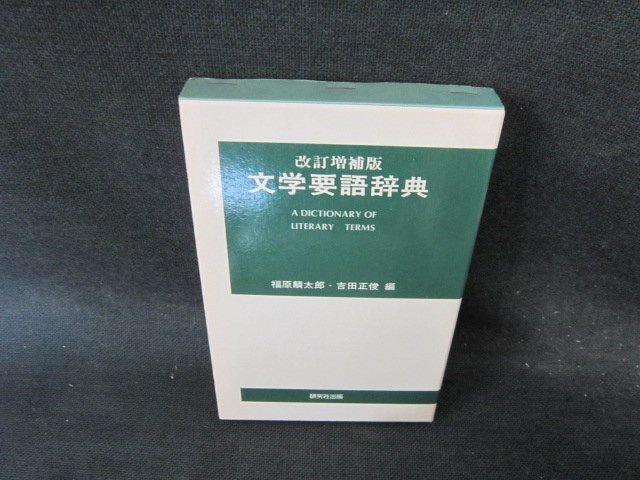 改訂増補版
文学要語辞典
A DICTIONARY OF
LITERARY TERMS
福原麟太郎・吉田正俊 編
研究社出版